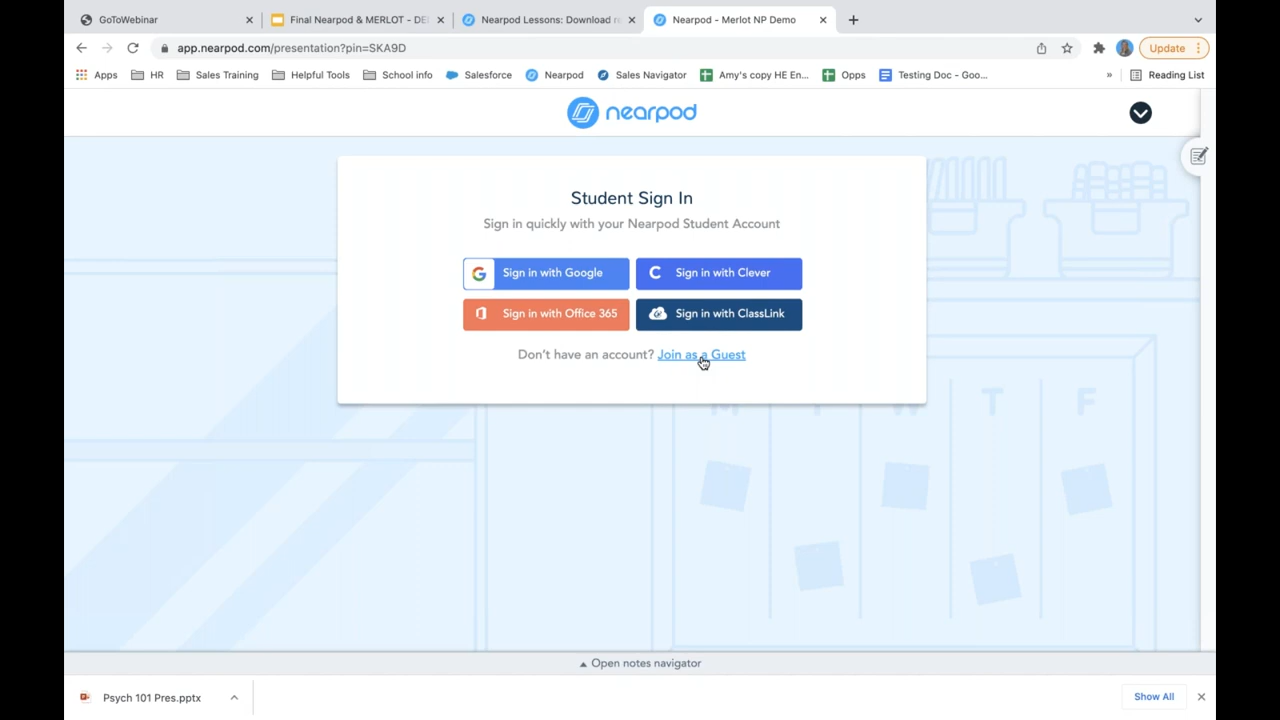 GoToWebinar
Final Nearpod & MERLOT - DE
Nearpod Lessons: Download r
Nearpod - Merlot NP Demo
app.nearpod.com/presentation?pin=SKA9D
Update
Apps HR Sales Training Helpful Tools School info Salesforce Nearpod Sales Navigator Amy's copy HE En... Opps Testing Doc - Goo... » Reading List
nearpod
Student Sign In
Sign in quickly with your Nearpod Student Account
G Sign in with Google
C Sign in with Clever
Sign in with Office 365
Sign in with ClassLink
Don't have an account? Join as a Guest
T F
Open notes navigator
Psych 101 Pres.pptx
Show All